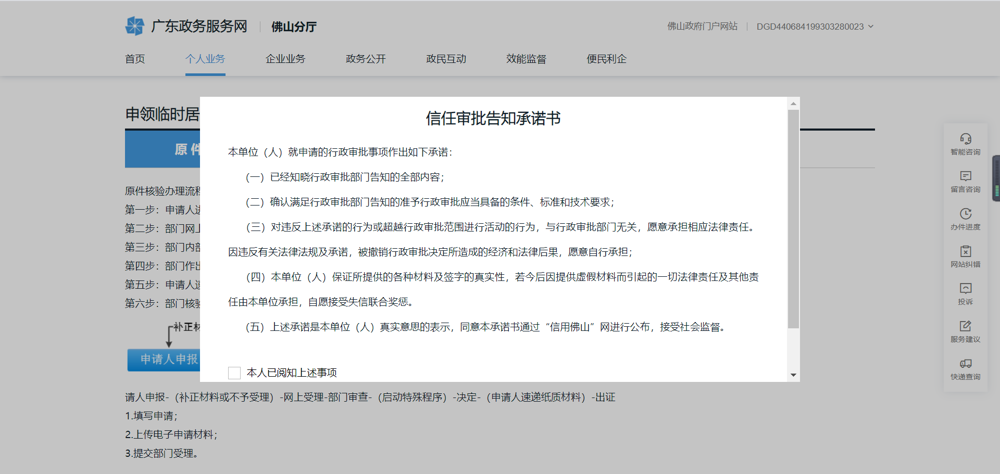 广东政务服务网
佛山分厅
佛山政府门户网站
DGD440684199303280023
首页
个人业务
企业业务
政务公开
政民互动
效能监督
便民利企
申领临时居
原 件
原件核验办理流程
第一步：申请人进
第二步：部门网上
第三步：部门内部
第四步：部门作出
第五步：申请人速
第六步：部门核验
补正材
申请人申报
信任审批告知承诺书
本单位（人）就申请的行政审批事项作出如下承诺：
（一）已经知晓行政审批部门告知的全部内容；
（二）确认满足行政审批部门告知的准予行政审批应当具备的条件、标准和技术要求；
（三）对违反上述承诺的行为或超越行政审批范围进行活动的行为，与行政审批部门无关，愿意承担相应法律责任。
因违反有关法律法规及承诺，被撤销行政审批决定所造成的经济和法律后果，愿意自行承担；
（四）本单位（人）保证所提供的各种材料及签字的真实性，若今后因提供虚假材料而引起的一切法律责任及其他责
任由本单位承担，自愿接受失信联合奖惩。
（五）上述承诺是本单位（人）真实意思的表示，同意本承诺书通过“信用佛山”网进行公布，接受社会监督。
本人已阅知上述事项
请人申报-（补正材料或不予受理）-网上受理-部门审查-（启动特殊程序）-决定-（申请人速递纸质材料）-出证
1.填写申请；
2.上传电子申请材料；
3.提交部门受理。
智能咨询
留言咨询
办件进度
网站纠错
投诉
服务建议
快递查询